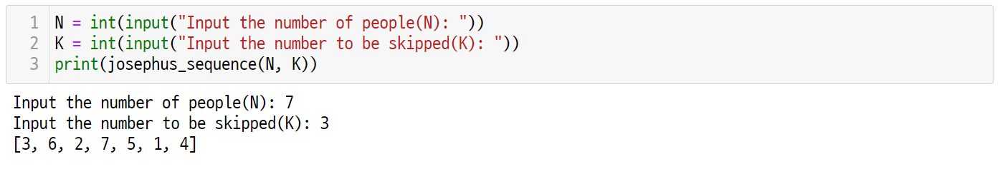 1 N = int(input("Input the number of people(N): "))
2 K = int(input("Input the number to be skipped(K): "))
3 print(josephus_sequence(N, K))
Input the number of people(N): 7
Input the number to be skipped(K): 3
[3, 6, 2, 7, 5, 1, 4]